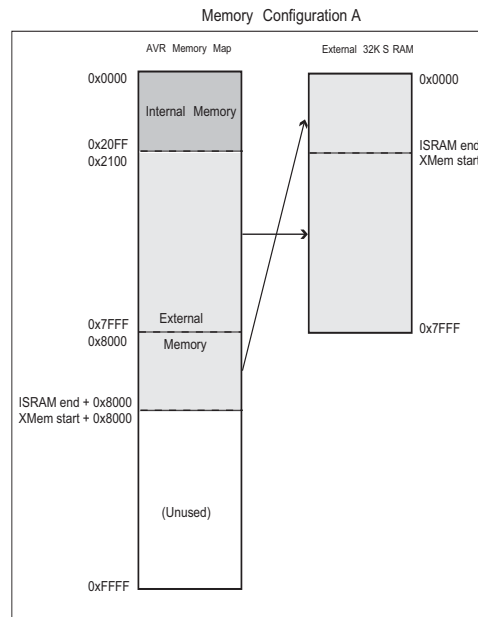 Memory Configuration A
AVR Memory Map
External 32K SRAM
0x0000
0x0000
Internal Memory
0x20FF
0x2100
ISRAM end
XMem start
External
0x7FFF
0x7FFF
0x8000
Memory
ISRAM end + 0x8000
XMem start + 0x8000
(Unused)
0xFFFF